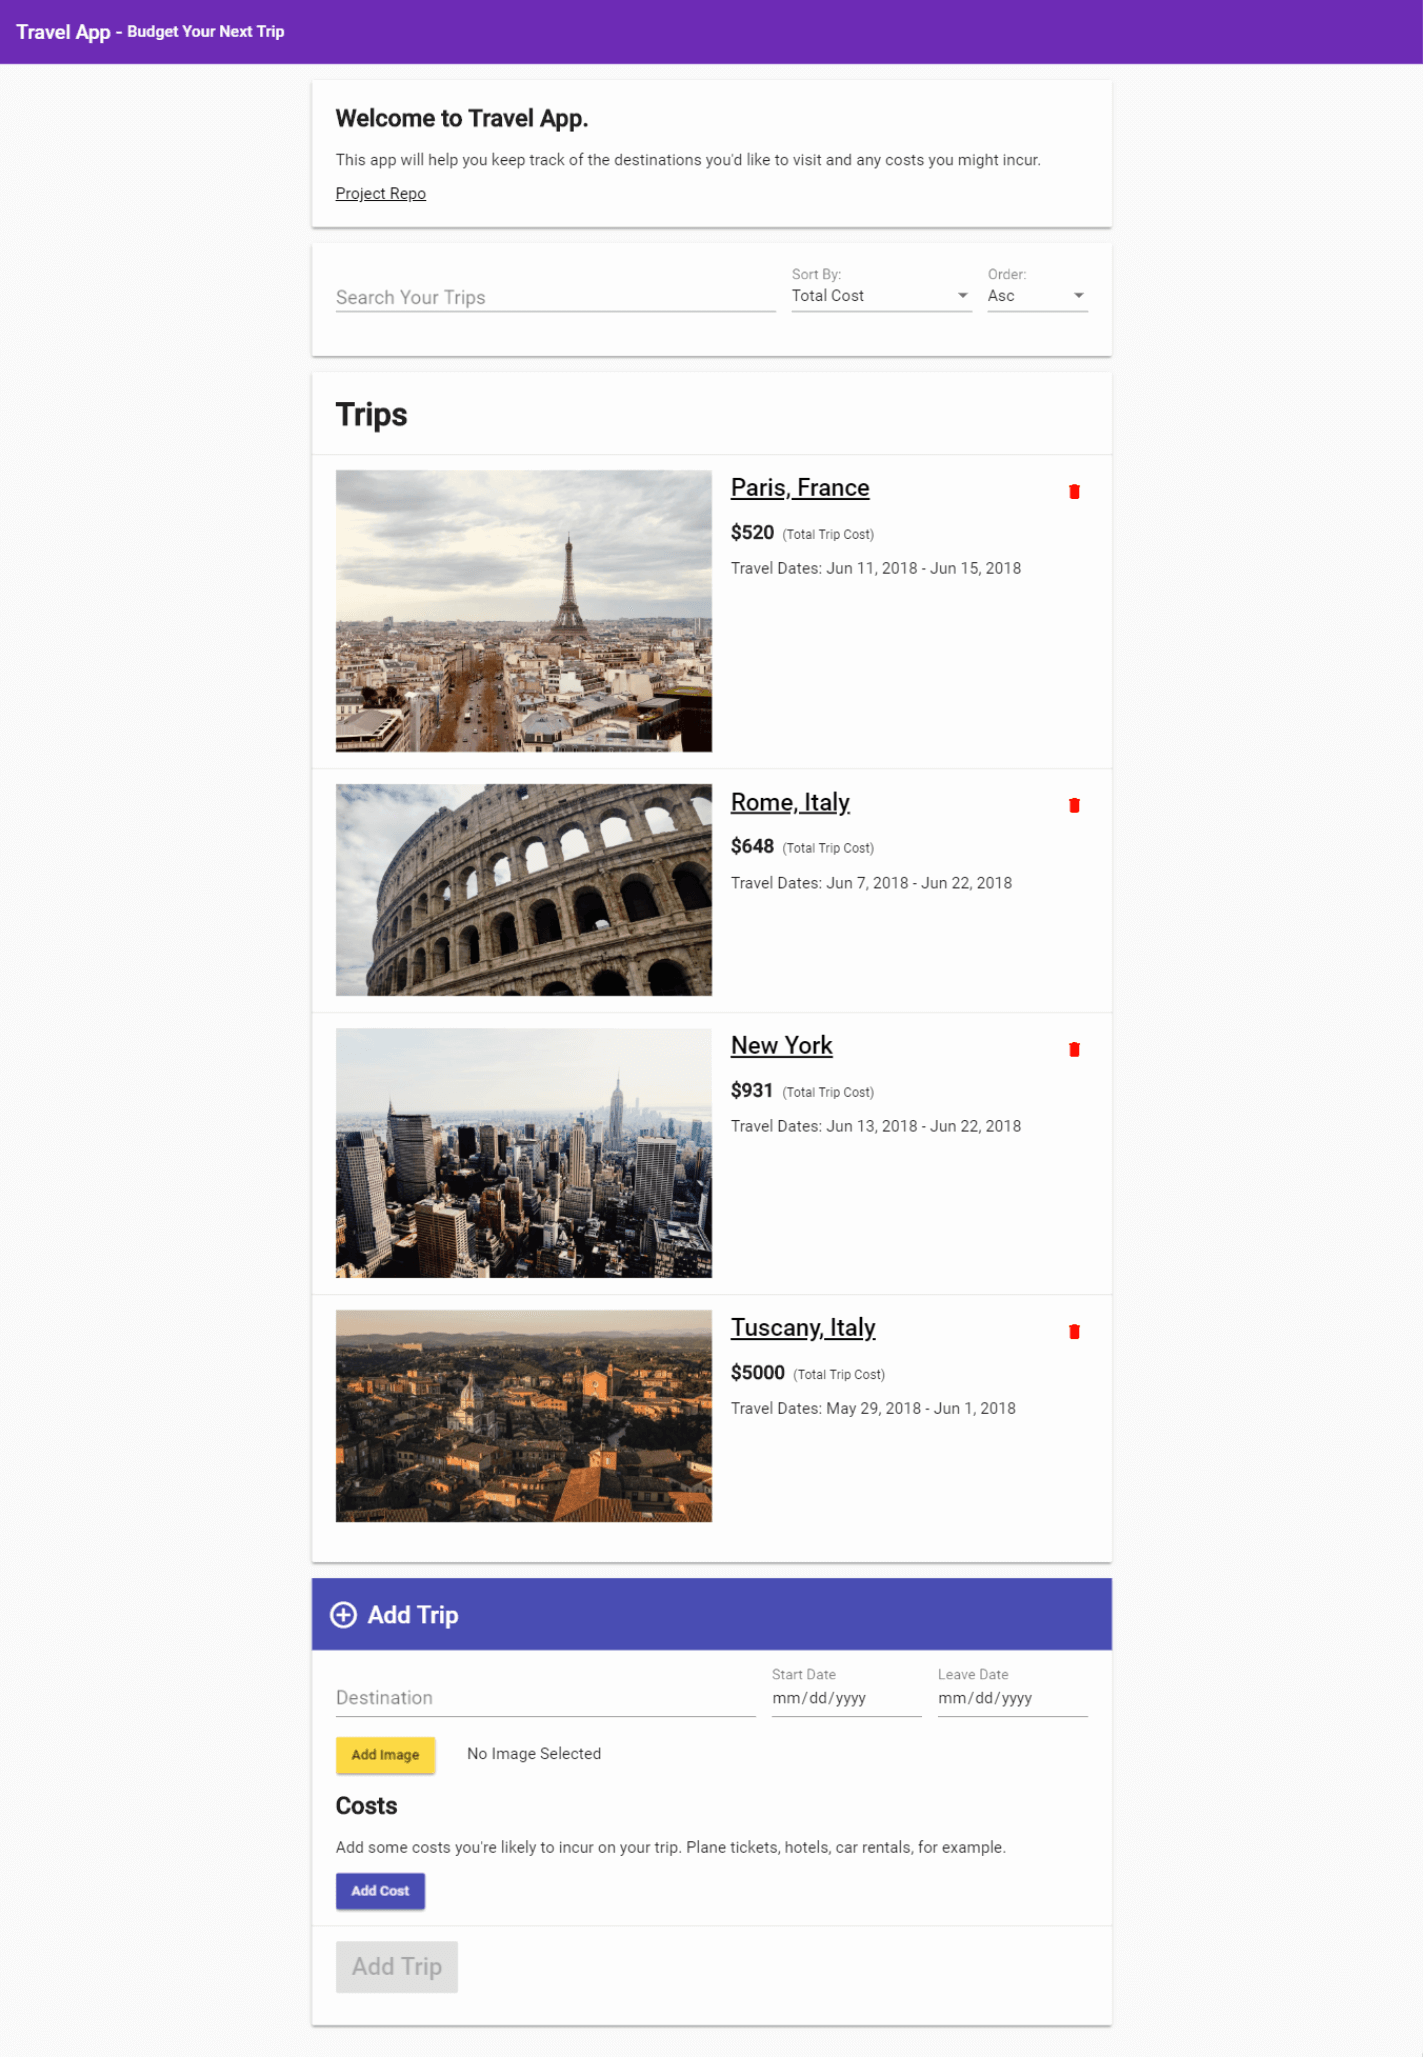 Travel App - Budget Your Next Trip
Welcome to Travel App.
This app will help you keep track of the destinations you'd like to visit and any costs you might incur.
Project Repo
Search Your Trips
Sort By:
Total Cost
Order:
Asc
Trips
Paris, France
$520 (Total Trip Cost)
Travel Dates: Jun 11, 2018 - Jun 15, 2018
Rome, Italy
$648 (Total Trip Cost)
Travel Dates: Jun 7, 2018 - Jun 22, 2018
New York
$931 (Total Trip Cost)
Travel Dates: Jun 13, 2018 - Jun 22, 2018
Tuscany, Italy
$5000 (Total Trip Cost)
Travel Dates: May 29, 2018 - Jun 1, 2018
Add Trip
Destination
Start Date
mm/dd/yyyy
Leave Date
mm/dd/yyyy
Add Image
No Image Selected
Costs
Add some costs you're likely to incur on your trip. Plane tickets, hotels, car rentals, for example.
Add Cost
Add Trip